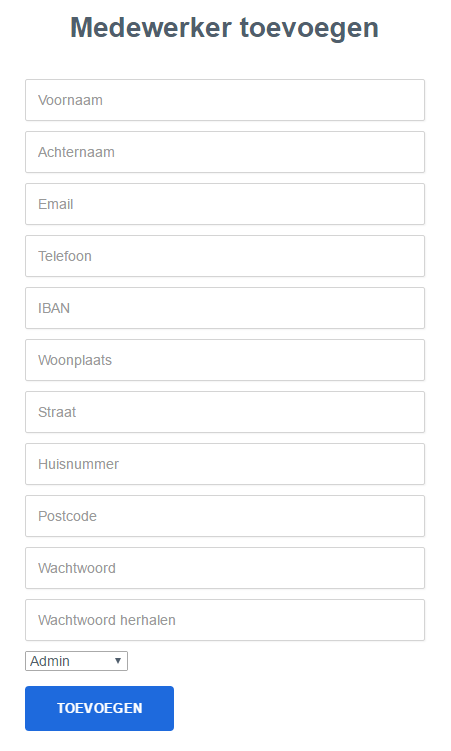 Medewerker toevoegen
Voornaam
Achternaam
Email
Telefoon
IBAN
Woonplaats
Straat
Huisnummer
Postcode
Wachtwoord
Wachtwoord herhalen
Admin
TOEVOEGEN